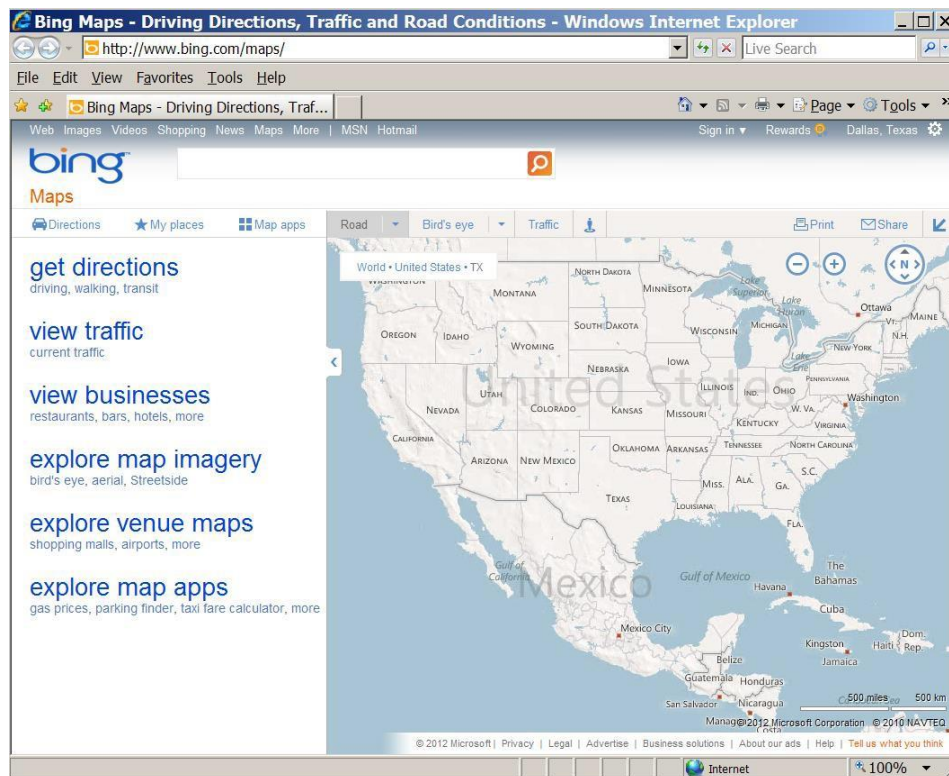 Bing Maps - Driving Directions, Traffic and Road Conditions - Windows Internet Explorer
http://www.bing.com/maps/
Live Search
File Edit View Favorites Tools Help
Bing Maps - Driving Directions, Traf...
Page Tools »
Web Images Videos Shopping News Maps More | MSN Hotmail
Sign in Rewards Dallas, Texas
bing
Maps
Directions My places Map apps Road Bird's eye Traffic Print Share
get directions
driving, walking, transit
view traffic
current traffic
view businesses
restaurants, bars, hotels, more
explore map imagery
bird's eye, aerial, Streetside
explore venue maps
shopping malls, airports, more
explore map apps
gas prices, parking finder, taxi fare calculator, more
World • United States • TX
N
WASHINGTON
NORTH DAKOTA
MONTANA
MINNESOTA
Lake Superior
Lake Huron
Ottawa
VT.
MAINE
OREGON
IDAHO
SOUTH DAKOTA
WISCONSIN
MICHIGAN
N.H.
WYOMING
NEW YORK
IOWA
Lake Erie
NEBRASKA
PENNSYLVANIA
United States
UTAH
ILLINOIS
IND.
OHIO
Washington
NEVADA
COLORADO
KANSAS
MISSOURI
W. VA.
KENTUCKY
VIRGINIA
CALIFORNIA
OKLAHOMA
ARKANSAS
TENNESSEE
NORTH CAROLINA
ARIZONA
NEW MEXICO
S.C.
MISS.
ALA.
GA.
TEXAS
LOUISIANA
FLA.
Gulf of California
Mexico
Gulf of Mexico
The Bahamas
Havana
Cuba
Mexico City
Kingston
Jamaica
Haiti
Dom. Rep.
Belize
Guatemala
Honduras
San Salvador
Nicaragua
500 miles
500 km
Costa
© 2012 Microsoft Corporation © 2010 NAVTEQ
© 2012 Microsoft | Privacy | Legal | Advertise | Business solutions | About our ads | Help | Tell us what you think
Internet
100%